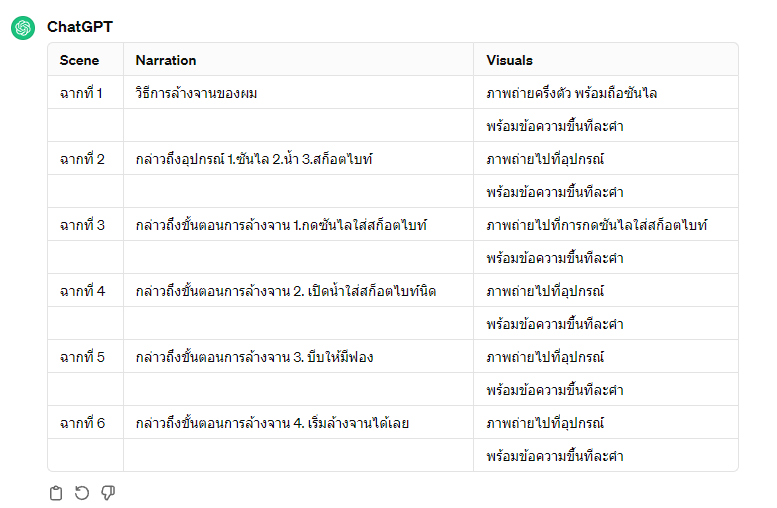 ChatGPT
Scene Narration Visuals
ฉากที่ 1 วิธีการล้างจานของผม ภาพถ่ายครึ่งตัว พร้อมถือซันไล
พร้อมข้อความขึ้นทีละคำ
ฉากที่ 2 กล่าวถึงอุปกรณ์ 1.ซันไล 2.น้ำ 3.สก็อตไบท์ ภาพถ่ายไปที่อุปกรณ์
พร้อมข้อความขึ้นทีละคำ
ฉากที่ 3 กล่าวถึงขั้นตอนการล้างจาน 1.กดซันไลใส่สก็อตไบท์ ภาพถ่ายไปที่การกดซันไลใส่สก็อตไบท์
พร้อมข้อความขึ้นทีละคำ
ฉากที่ 4 กล่าวถึงขั้นตอนการล้างจาน 2. เปิดน้ำใส่สก็อตไบท์นิด ภาพถ่ายไปที่อุปกรณ์
พร้อมข้อความขึ้นทีละคำ
ฉากที่ 5 กล่าวถึงขั้นตอนการล้างจาน 3. บีบให้มีฟอง ภาพถ่ายไปที่อุปกรณ์
พร้อมข้อความขึ้นทีละคำ
ฉากที่ 6 กล่าวถึงขั้นตอนการล้างจาน 4. เริ่มล้างจานได้เลย ภาพถ่ายไปที่อุปกรณ์
พร้อมข้อความขึ้นทีละคำ